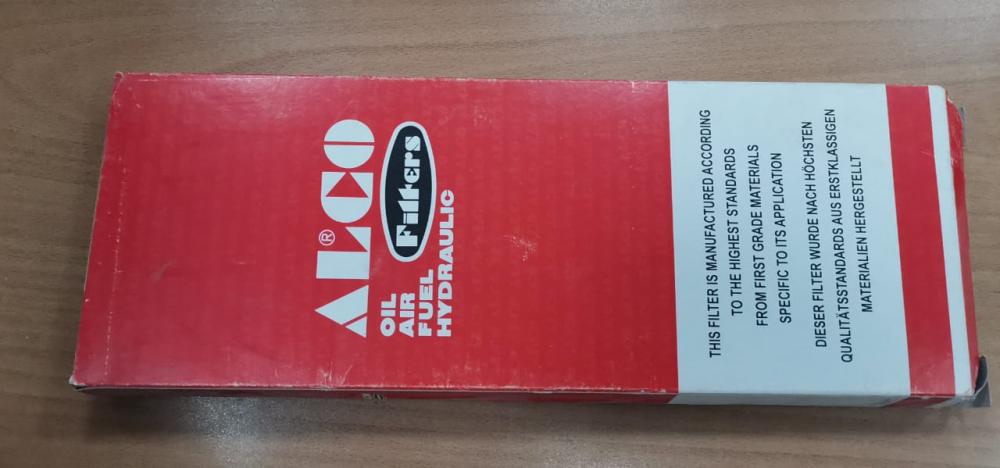 ALCO®
Filters
OIL
AIR
FUEL
HYDRAULIC
THIS FILTER IS MANUFACTURED ACCORDING
TO THE HIGHEST STANDARDS
FROM FIRST GRADE MATERIALS
SPECIFIC TO ITS APPLICATION
DIESER FILTER WURDE NACH HÖCHSTEN
QUALITÄTSSTANDARDS AUS ERSTKLASSIGEN
MATERIALIEN HERGESTELLT